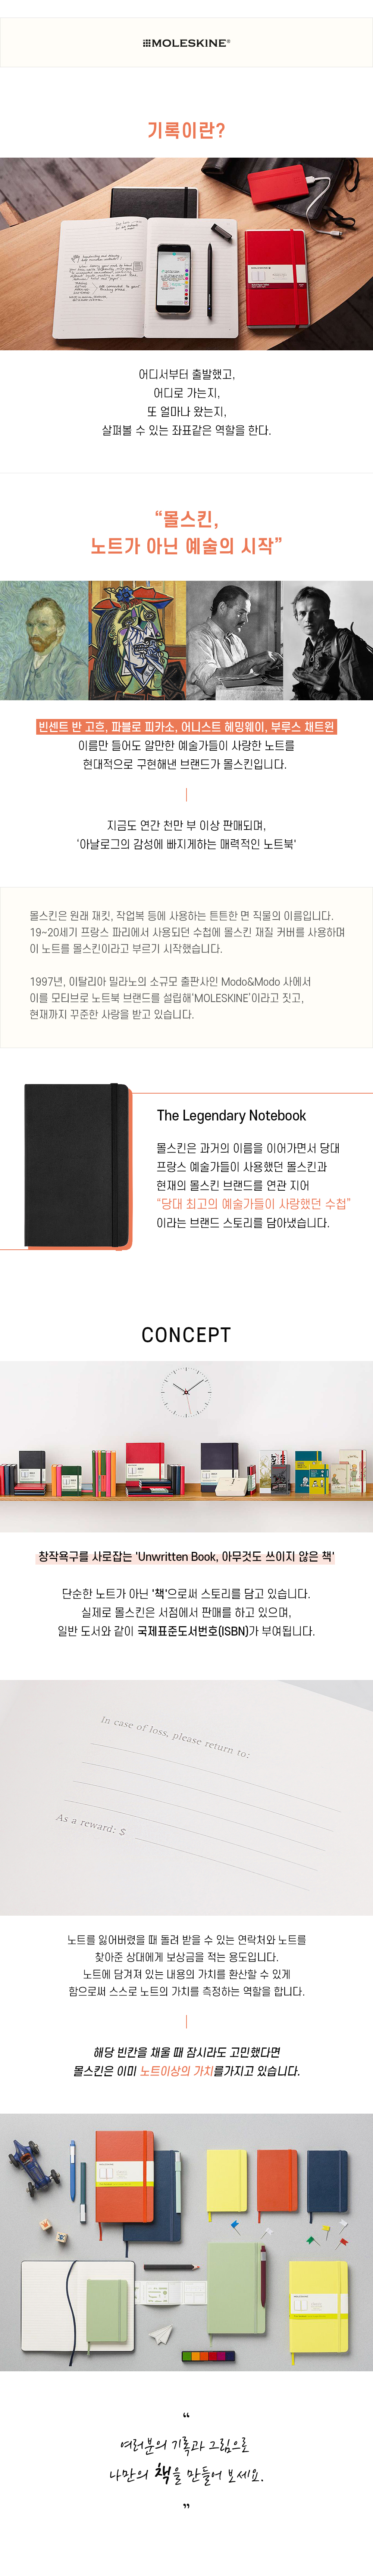 MOLESKINE®
기록이란?
어디서부터 출발했고,
어디로 가는지,
또 얼마나 왔는지,
살펴볼 수 있는 좌표같은 역할을 한다.
“몰스킨,
노트가 아닌 예술의 시작”
빈센트 반 고흐, 파블로 피카소, 어니스트 헤밍웨이, 부루스 채트윈
이름만 들어도 알만한 예술가들이 사랑한 노트를
현대적으로 구현해낸 브랜드가 몰스킨입니다.
지금도 연간 천만 부 이상 판매되며,
'아날로그의 감성에 빠지게하는 매력적인 노트북'
몰스킨은 원래 재킷, 작업복 등에 사용하는 튼튼한 면 직물의 이름입니다.
19~20세기 프랑스 파리에서 사용되던 수첩에 몰스킨 재질 커버를 사용하며
이 노트를 몰스킨이라고 부르기 시작했습니다.
1997년, 이탈리아 밀라노의 소규모 출판사인 Modo&Modo 사에서
이를 모티브로 노트북 브랜드를 설립해'MOLESKINE'이라고 짓고,
현재까지 꾸준한 사랑을 받고 있습니다.
The Legendary Notebook
몰스킨은 과거의 이름을 이어가면서 당대
프랑스 예술가들이 사용했던 몰스킨과
현재의 몰스킨 브랜드를 연관 지어
“당대 최고의 예술가들이 사랑했던 수첩”
이라는 브랜드 스토리를 담아냈습니다.
CONCEPT
창작욕구를 사로잡는 'Unwritten Book, 아무것도 쓰이지 않은 책'
단순한 노트가 아닌 '책'으로써 스토리를 담고 있습니다.
실제로 몰스킨은 서점에서 판매를 하고 있으며,
일반 도서와 같이 국제표준도서번호(ISBN)가 부여됩니다.
In case of loss, please return to:
As a reward: $
노트를 잃어버렸을 때 돌려 받을 수 있는 연락처와 노트를
찾아준 상대에게 보상금을 적는 용도입니다.
노트에 담겨져 있는 내용의 가치를 환산할 수 있게
함으로써 스스로 노트의 가치를 측정하는 역할을 합니다.
해당 빈칸을 채울 때 잠시라도 고민했다면
몰스킨은 이미 노트이상의 가치를가지고 있습니다.
“
여러분의 기록과 그림으로
나만의 책을 만들어 보세요.
”